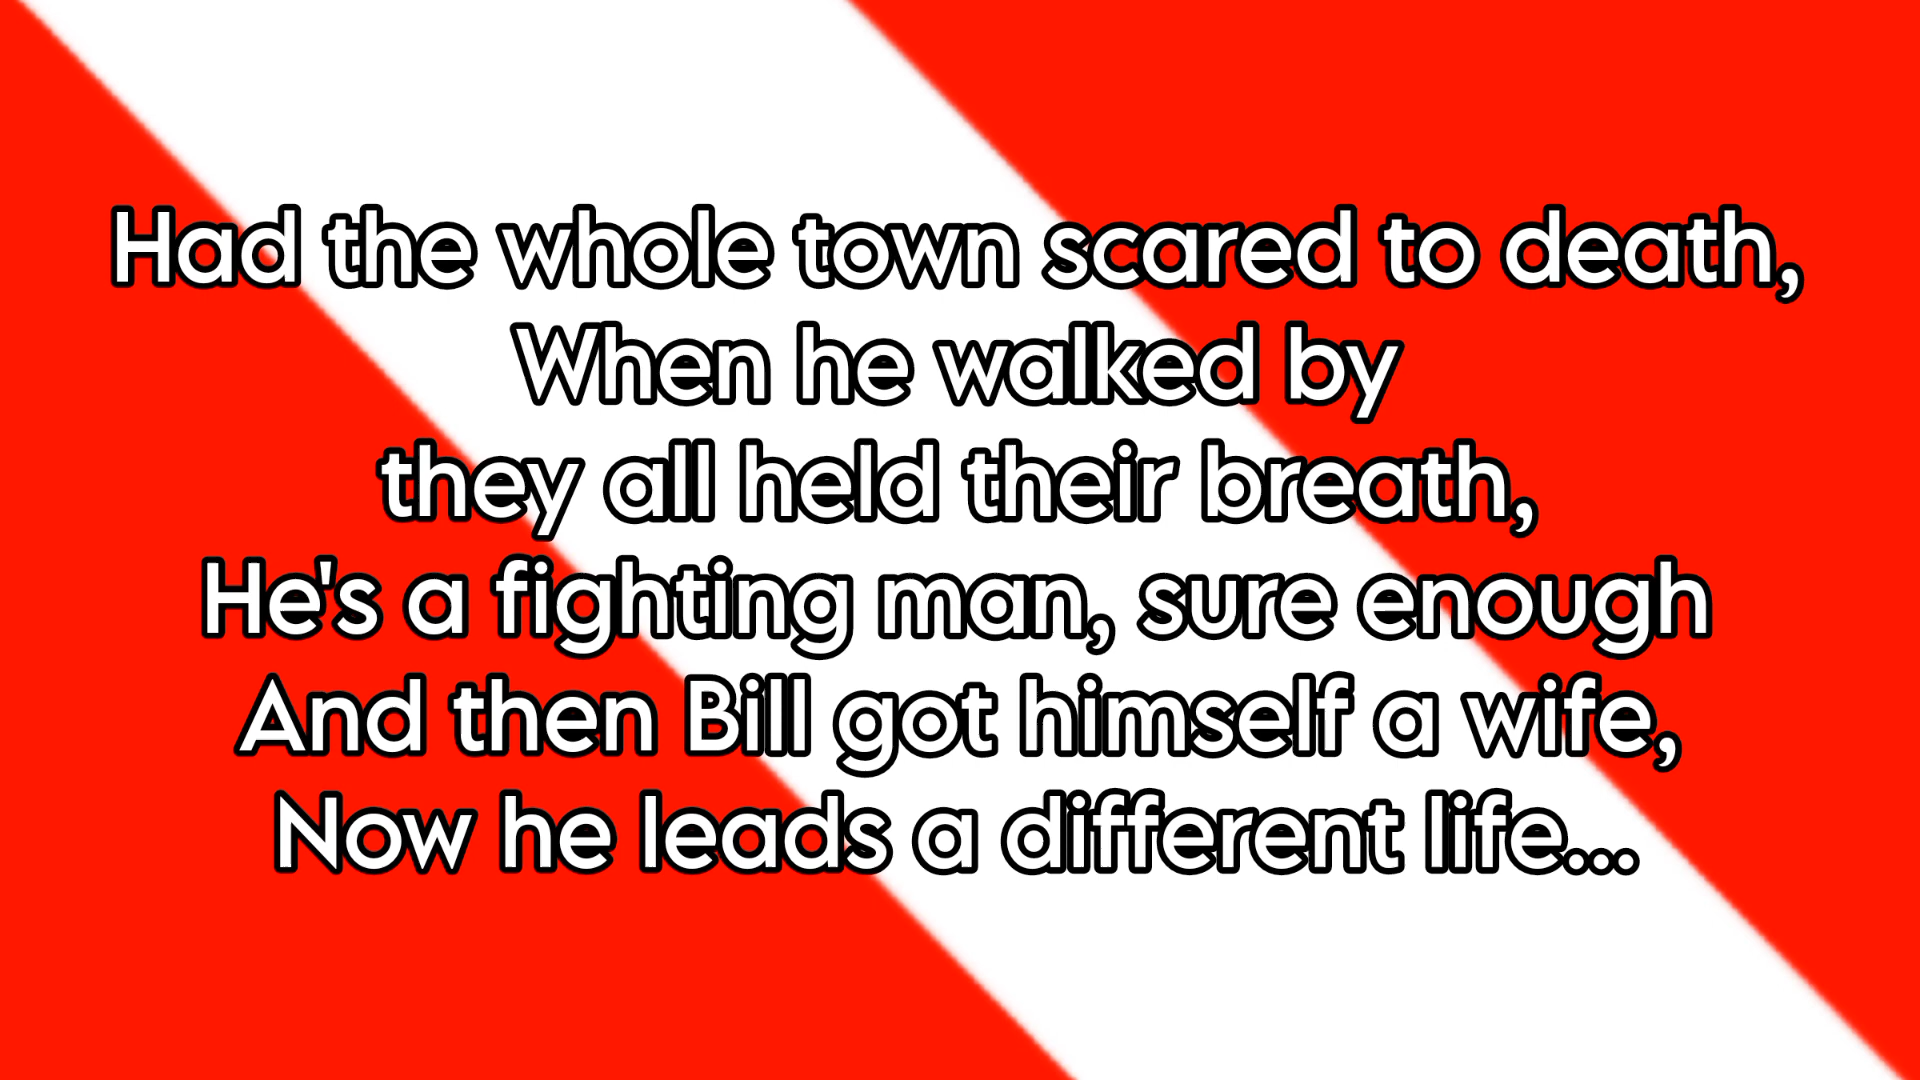 Had the whole town scared to death,
When he walked by
they all held their breath,
He's a fighting man, sure enough
And then Bill got himself a wife,
Now he leads a different life...